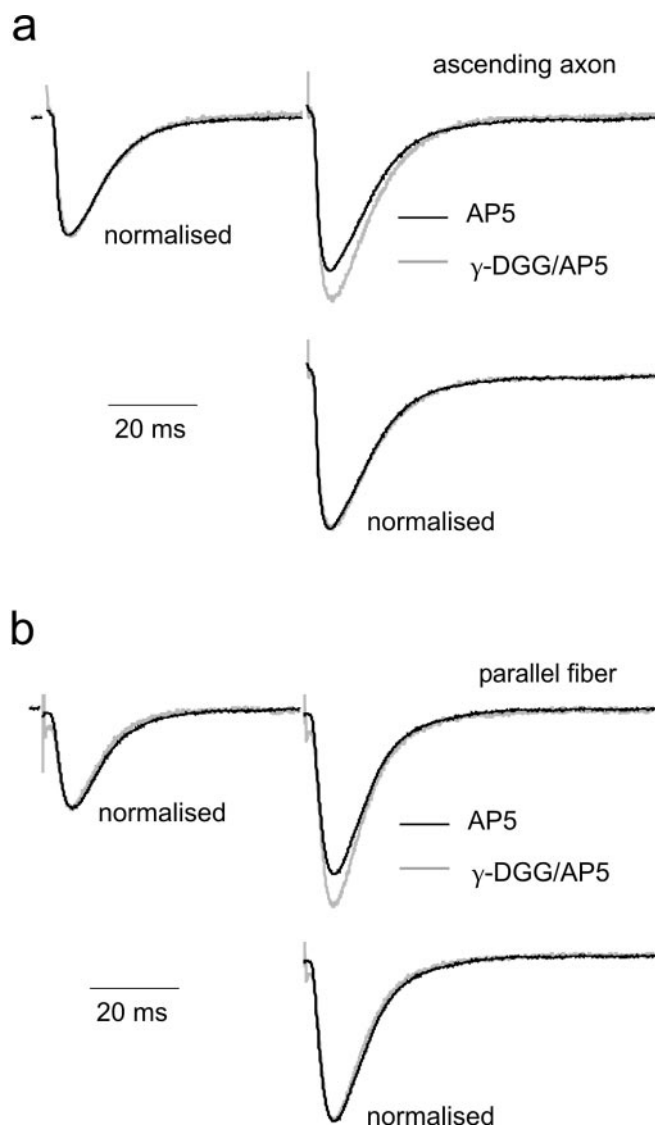 a
ascending axon
normalised
AP5
γ-DGG/AP5
20 ms
normalised
b
parallel fiber
normalised
AP5
γ-DGG/AP5
20 ms
normalised